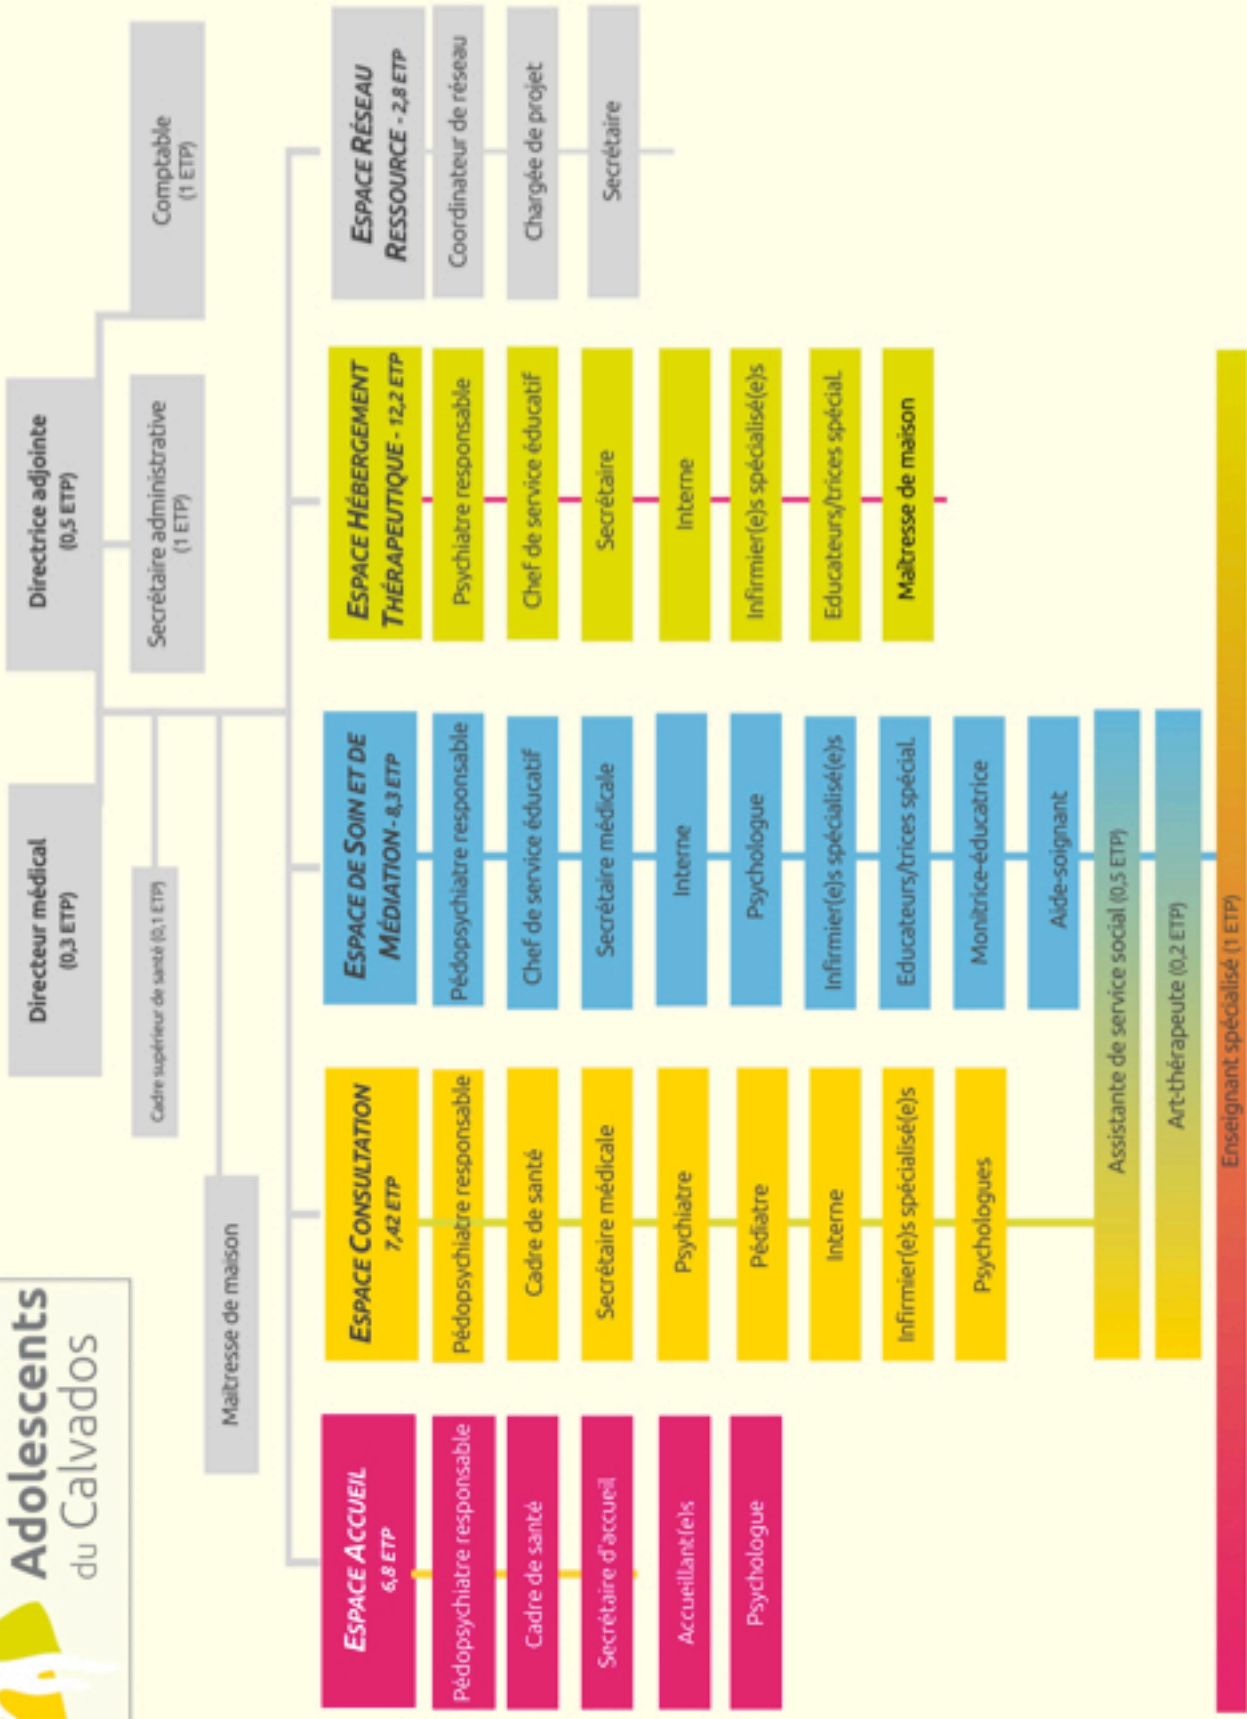 Adolescents
du Calvados
Directeur médical
(0,3 ETP)
Directrice adjointe
(0,5 ETP)
Cadre supérieur de santé (0,1 ETP)
Secrétaire administrative
(1 ETP)
Comptable
(1 ETP)
Maîtresse de maison
ESPACE ACCUEIL
6,8 ETP
Pédopsychiatre responsable
Cadre de santé
Secrétaire d'accueil
Accueillant(e)s
Psychologue
ESPACE CONSULTATION
7,42 ETP
Pédopsychiatre responsable
Cadre de santé
Secrétaire médicale
Psychiatre
Pédiatre
Interne
Infirmier(e)s spécialisé(e)s
Psychologues
ESPACE DE SOIN ET DE
MÉDIATION - 8,3 ETP
Pédopsychiatre responsable
Chef de service éducatif
Secrétaire médicale
Interne
Psychologue
Infirmier(e)s spécialisé(e)s
Educateurs/trices spécial.
Monitrice-éducatrice
Aide-soignant
ESPACE HÉBERGEMENT
THÉRAPEUTIQUE - 12,2 ETP
Psychiatre responsable
Chef de service éducatif
Secrétaire
Interne
Infirmier(e)s spécialisé(e)s
Educateurs/trices spécial.
Maîtresse de maison
ESPACE RÉSEAU
RESSOURCE - 2,8 ETP
Coordinateur de réseau
Chargée de projet
Secrétaire
Assistante de service social (0,5 ETP)
Art-thérapeute (0,2 ETP)
Enseignant spécialisé (1 ETP)